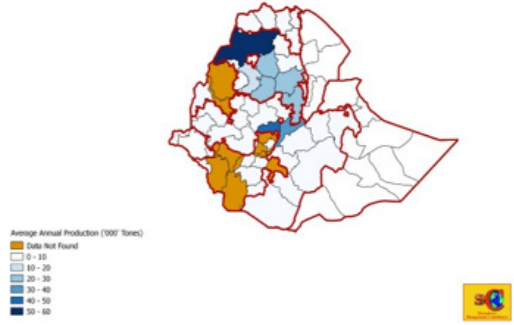 Average Annual Production ('000' Tones)
Data Not Found
0 - 10
10 - 20
20 - 30
30 - 40
40 - 50
50 - 60